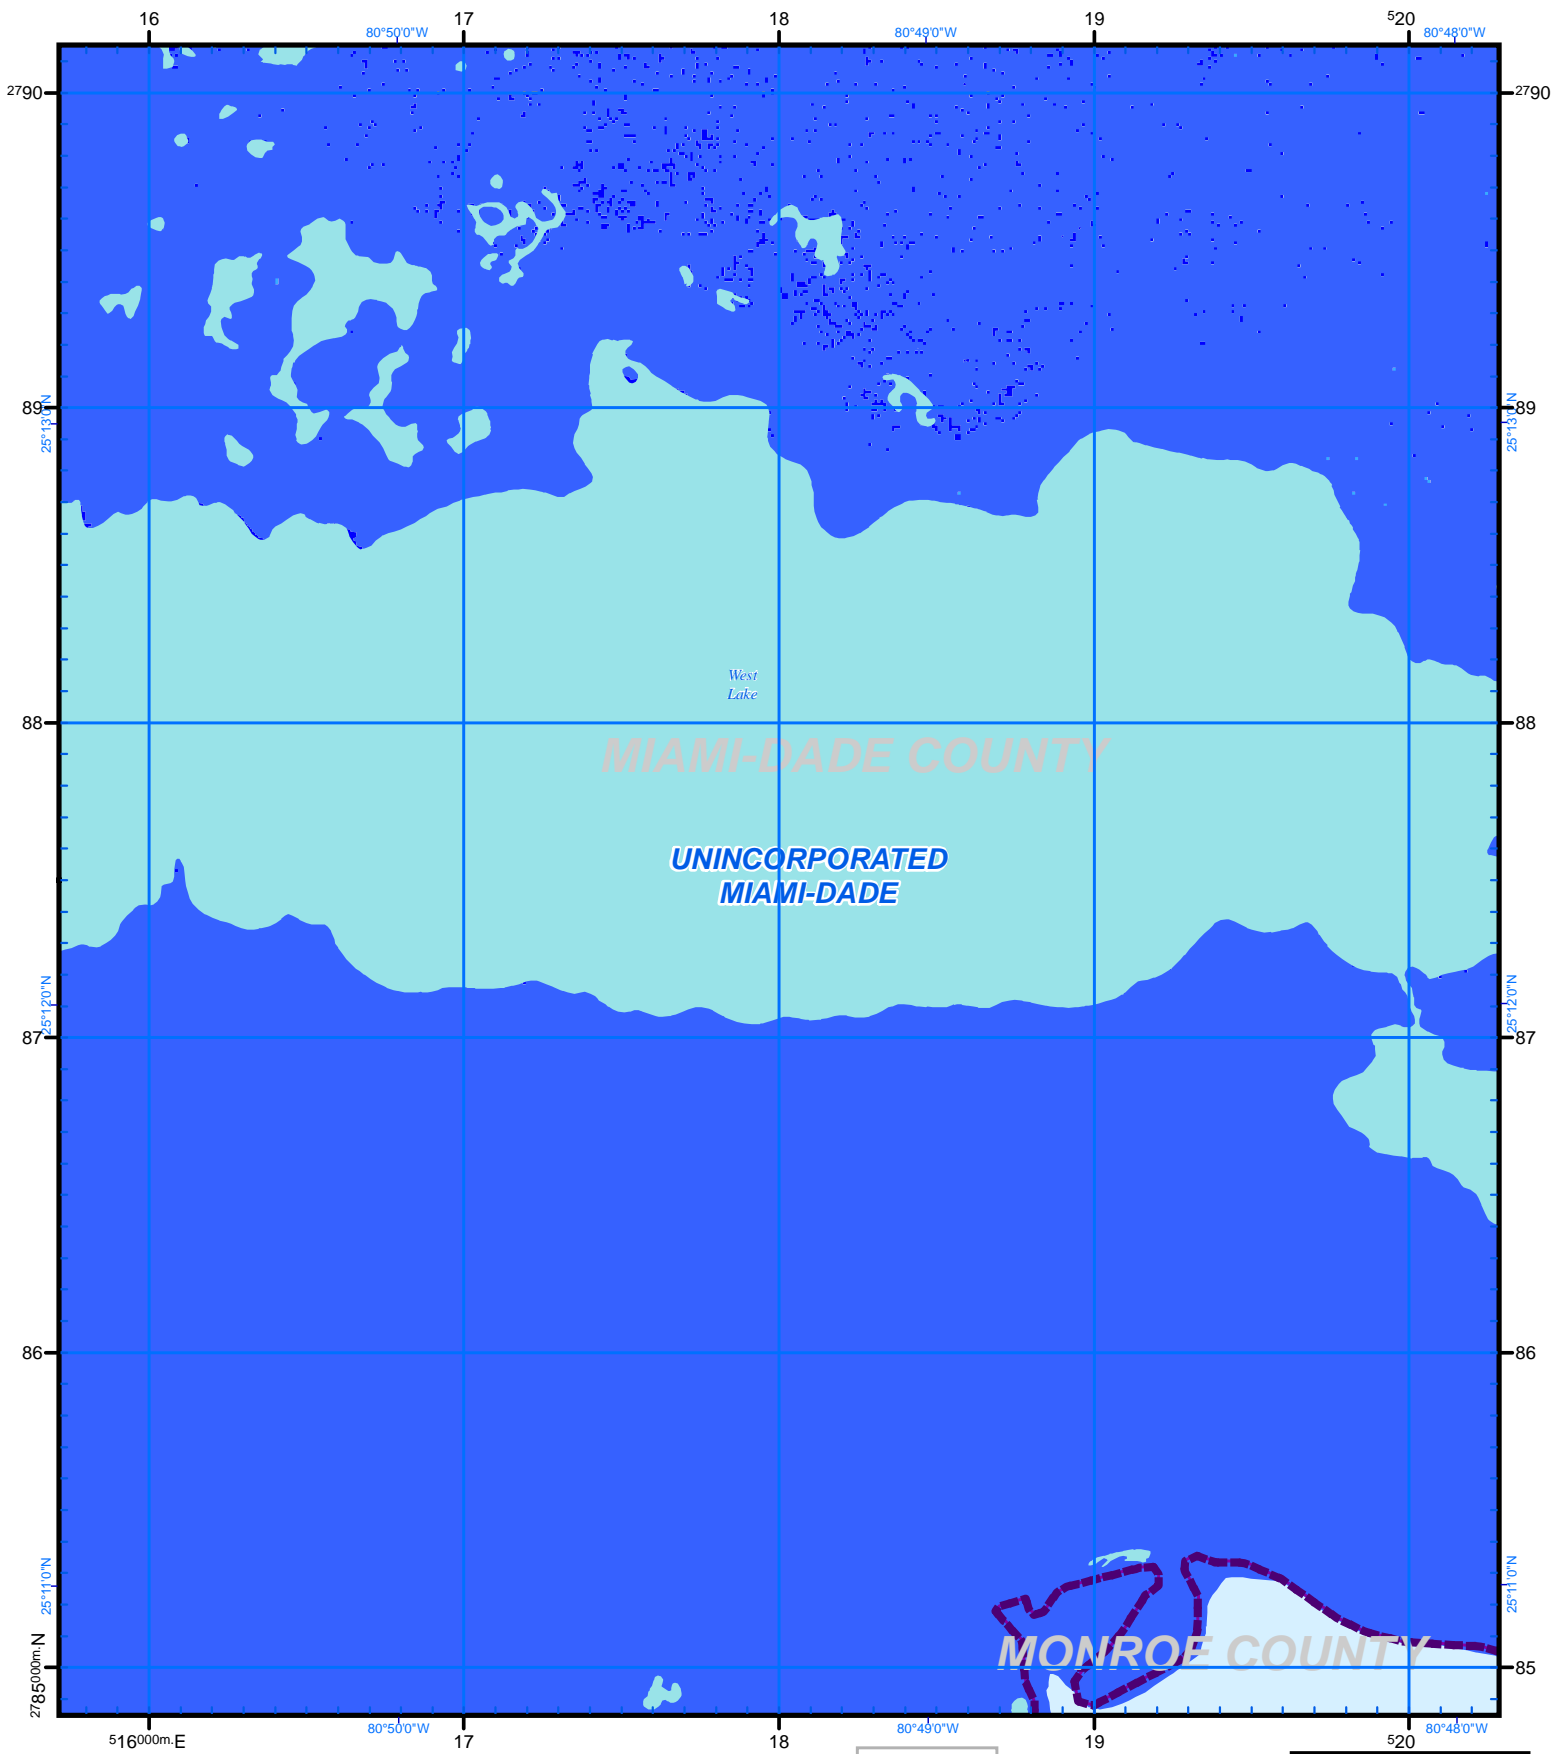 16 17 18 19 520
80°50'0"W 80°49'0"W 80°48'0"W
2790 2790
89 89
25°13'0"N 25°13'0"N
West
Lake
88 88
MIAMI-DADE COUNTY
UNINCORPORATED
MIAMI-DADE
25°12'0"N 25°12'0"N
87 87
86 86
25°11'0"N 25°11'0"N
MONROE COUNTY
2785000m.N 85
80°50'0"W 80°49'0"W 80°48'0"W
516000m.E 17 18 19 520